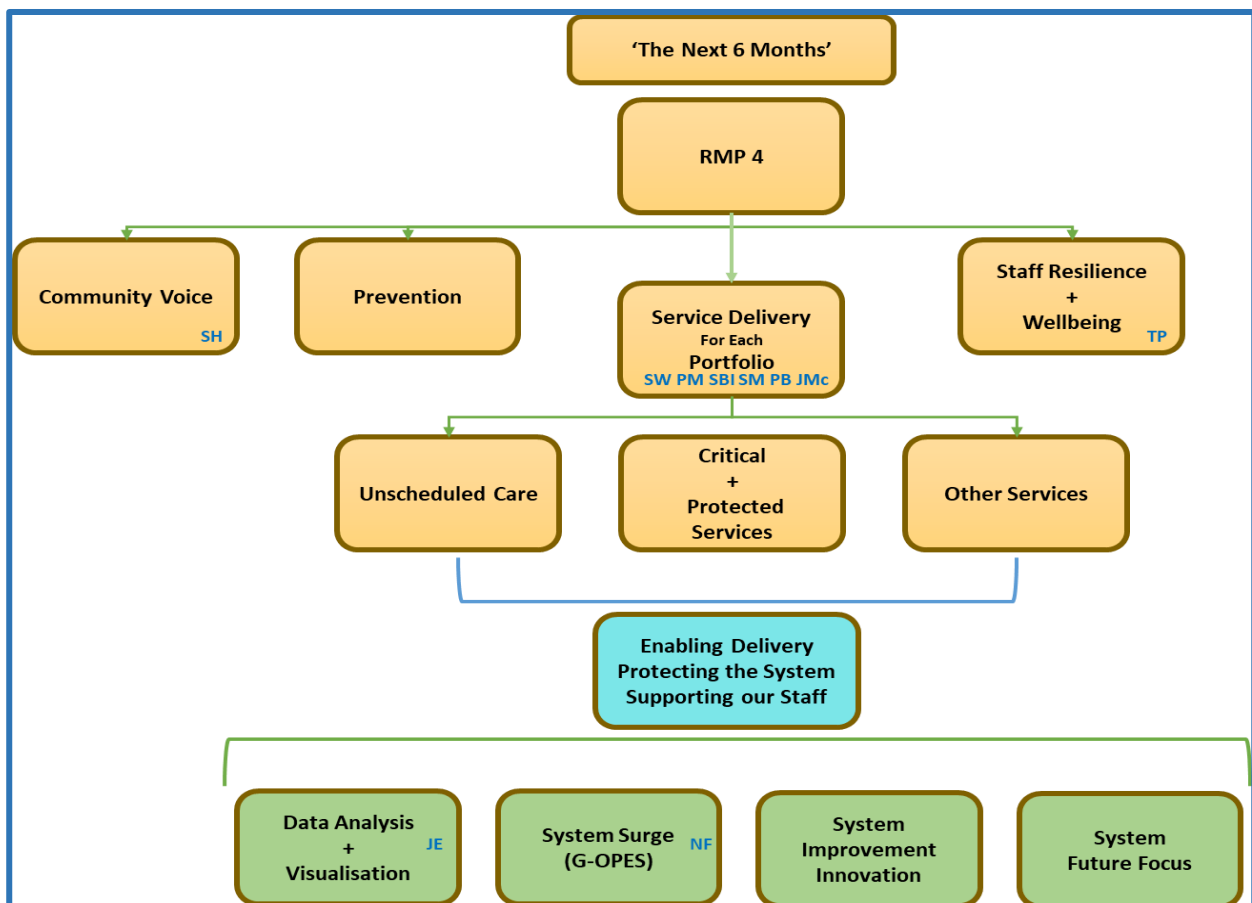 ‘The Next 6 Months’
RMP 4
Community Voice
SH
Prevention
Service Delivery
For Each
Portfolio
SW PM SBI SM PB JMc
Staff Resilience
+
Wellbeing
TP
Unscheduled Care
Critical
+
Protected
Services
Other Services
Enabling Delivery
Protecting the System
Supporting our Staff
Data Analysis
+
Visualisation
JE
System Surge
(G-OPES)
NF
System
Improvement
Innovation
System
Future Focus